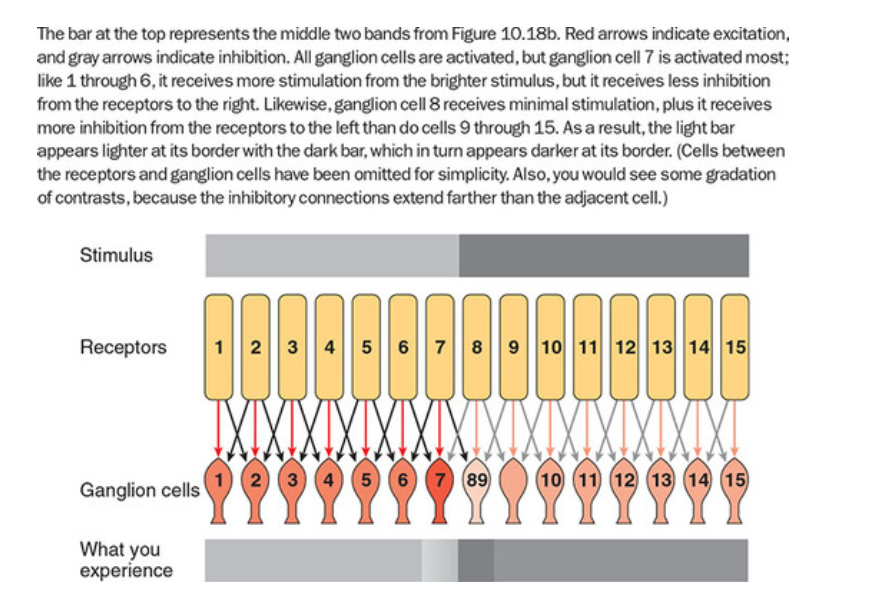 The bar at the top represents the middle two bands from Figure 10.18b. Red arrows indicate excitation,
and gray arrows indicate inhibition. All ganglion cells are activated, but ganglion cell 7 is activated most;
like 1 through 6, it receives more stimulation from the brighter stimulus, but it receives less inhibition
from the receptors to the right. Likewise, ganglion cell 8 receives minimal stimulation, plus it receives
more inhibition from the receptors to the left than do cells 9 through 15. As a result, the light bar
appears lighter at its border with the dark bar, which in turn appears darker at its border. (Cells between
the receptors and ganglion cells have been omitted for simplicity. Also, you would see some gradation
of contrasts, because the inhibitory connections extend farther than the adjacent cell.)
Stimulus
Receptors 1 2 3 4 5 6 7 8 9 10 11 12 13 14 15
Ganglion cells 1 2 3 4 5 6 7 89 10 11 12 13 14 15
What you
experience